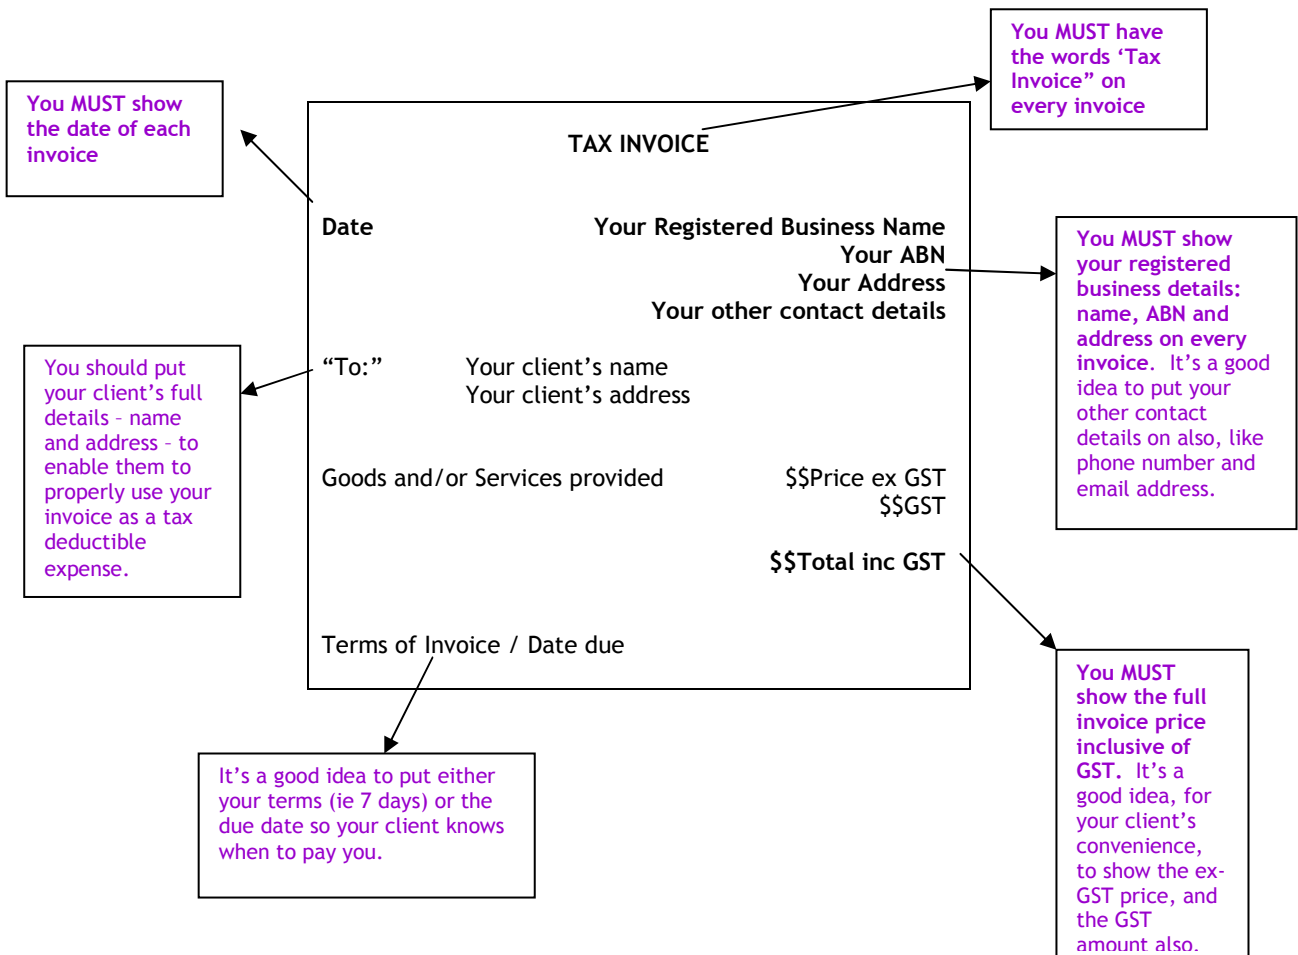 You MUST have
the words ‘Tax
Invoice” on
every invoice
You MUST show
the date of each
invoice
TAX INVOICE
Date
Your Registered Business Name
Your ABN
Your Address
Your other contact details
You MUST show
your registered
business details:
name, ABN and
address on every
invoice. It’s a good
idea to put your
other contact
details on also, like
phone number and
email address.
You should put
your client’s full
details – name
and address – to
enable them to
properly use your
invoice as a tax
deductible
expense.
“To:” Your client’s name
Your client’s address
Goods and/or Services provided $$Price ex GST
$$GST
$$Total inc GST
Terms of Invoice / Date due
You MUST
show the full
invoice price
inclusive of
GST. It’s a
good idea, for
your client’s
convenience,
to show the ex-
GST price, and
the GST
amount also.
It’s a good idea to put either
your terms (ie 7 days) or the
due date so your client knows
when to pay you.